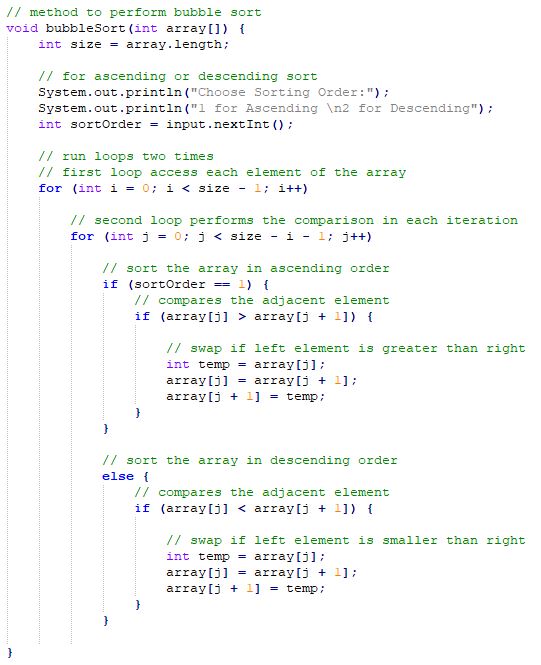 // method to perform bubble sort
void bubbleSort(int array[]) {
    int size = array.length;

    // for ascending or descending sort
    System.out.println("Choose Sorting Order:");
    System.out.println("1 for Ascending \n2 for Descending");
    int sortOrder = input.nextInt();

    // run loops two times
    // first loop access each element of the array
    for (int i = 0; i < size - 1; i++)

        // second loop performs the comparison in each iteration
        for (int j = 0; j < size - i - 1; j++)

            // sort the array in ascending order
            if (sortOrder == 1) {
                // compares the adjacent element
                if (array[j] > array[j + 1]) {

                    // swap if left element is greater than right
                    int temp = array[j];
                    array[j] = array[j + 1];
                    array[j + 1] = temp;
                }
            }

            // sort the array in descending order
            else {
                // compares the adjacent element
                if (array[j] < array[j + 1]) {

                    // swap if left element is smaller than right
                    int temp = array[j];
                    array[j] = array[j + 1];
                    array[j + 1] = temp;
                }
            }

}